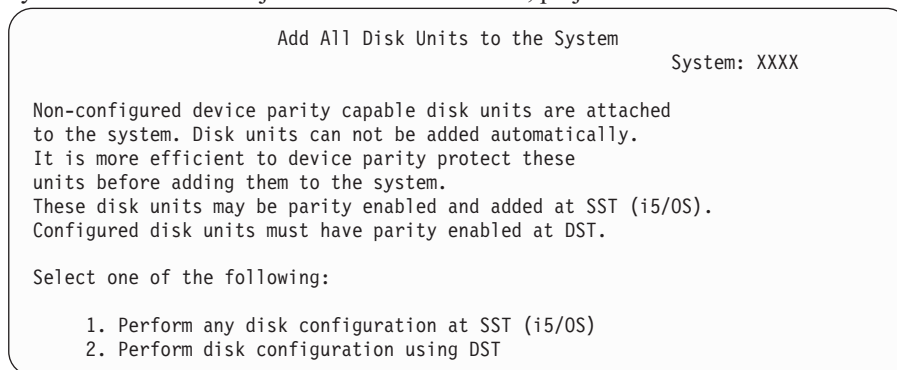 Add All Disk Units to the System
System: XXXX
Non-configured device parity capable disk units are attached
to the system. Disk units can not be added automatically.
It is more efficient to device parity protect these
units before adding them to the system.
These disk units may be parity enabled and added at SST (i5/OS).
Configured disk units must have parity enabled at DST.
Select one of the following:
1. Perform any disk configuration at SST (i5/OS)
2. Perform disk configuration using DST